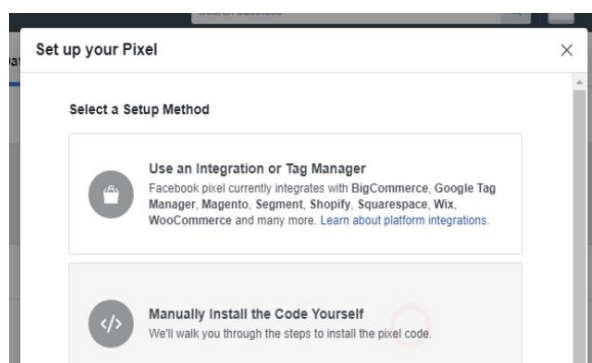 Set up your Pixel
Select a Setup Method
Use an Integration or Tag Manager
Facebook pixel currently integrates with BigCommerce, Google Tag
Manager, Magento, Segment, Shopify, Squarespace, Wix,
WooCommerce and many more. Learn about platform integrations.
Manually Install the Code Yourself
We'll walk you through the steps to install the pixel code.